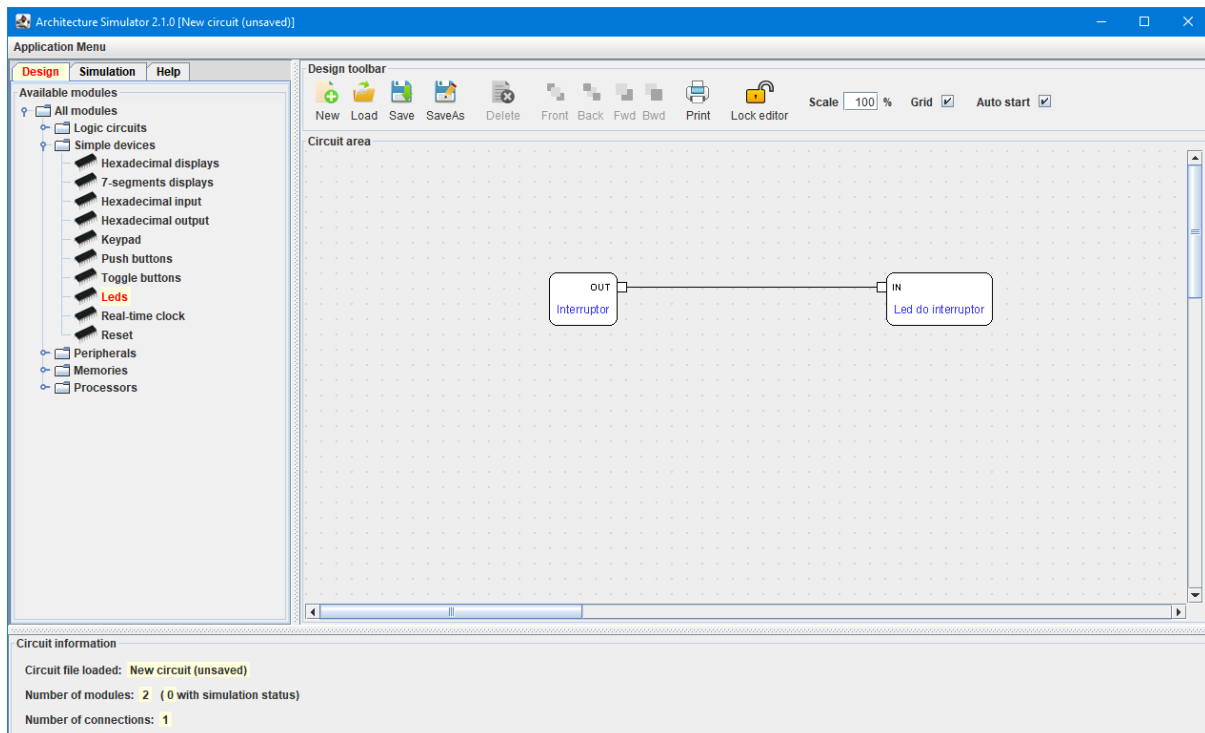 Architecture Simulator 2.1.0 [New circuit (unsaved)]
Application Menu
Design Simulation Help
Available modules
All modules
Logic circuits
Simple devices
Hexadecimal displays
7-segments displays
Hexadecimal input
Hexadecimal output
Keypad
Push buttons
Toggle buttons
Leds
Real-time clock
Reset
Peripherals
Memories
Processors
Design toolbar
New Load Save SaveAs Delete Front Back Fwd Bwd Print Lock editor Scale 100 % Grid Auto start
Circuit area
OUT
Interruptor
IN
Led do interruptor
Circuit information
Circuit file loaded: New circuit (unsaved)
Number of modules: 2 ( 0 with simulation status)
Number of connections: 1